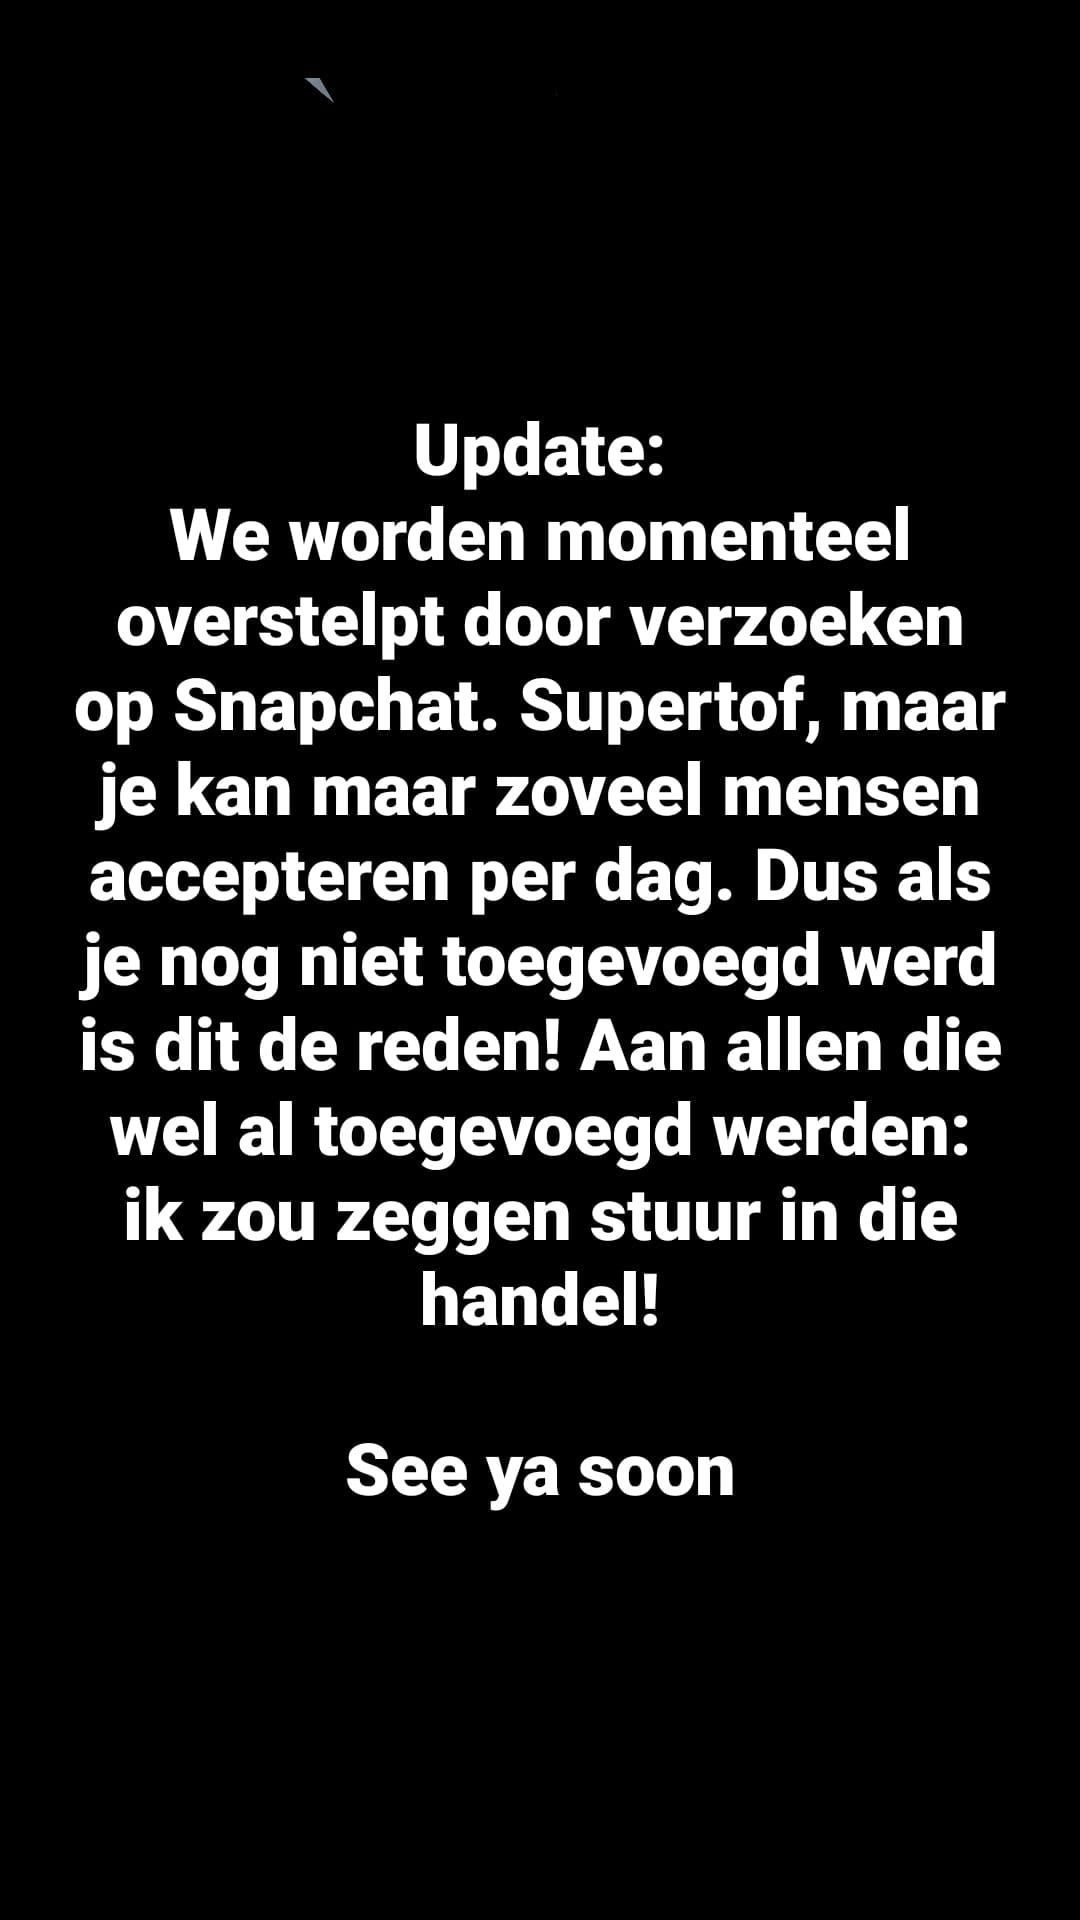 Update:
We worden momenteel
overstelpt door verzoeken
op Snapchat. Supertof, maar
je kan maar zoveel mensen
accepteren per dag. Dus als
je nog niet toegevoegd werd
is dit de reden! Aan allen die
wel al toegevoegd werden:
ik zou zeggen stuur in die
handel!
See ya soon